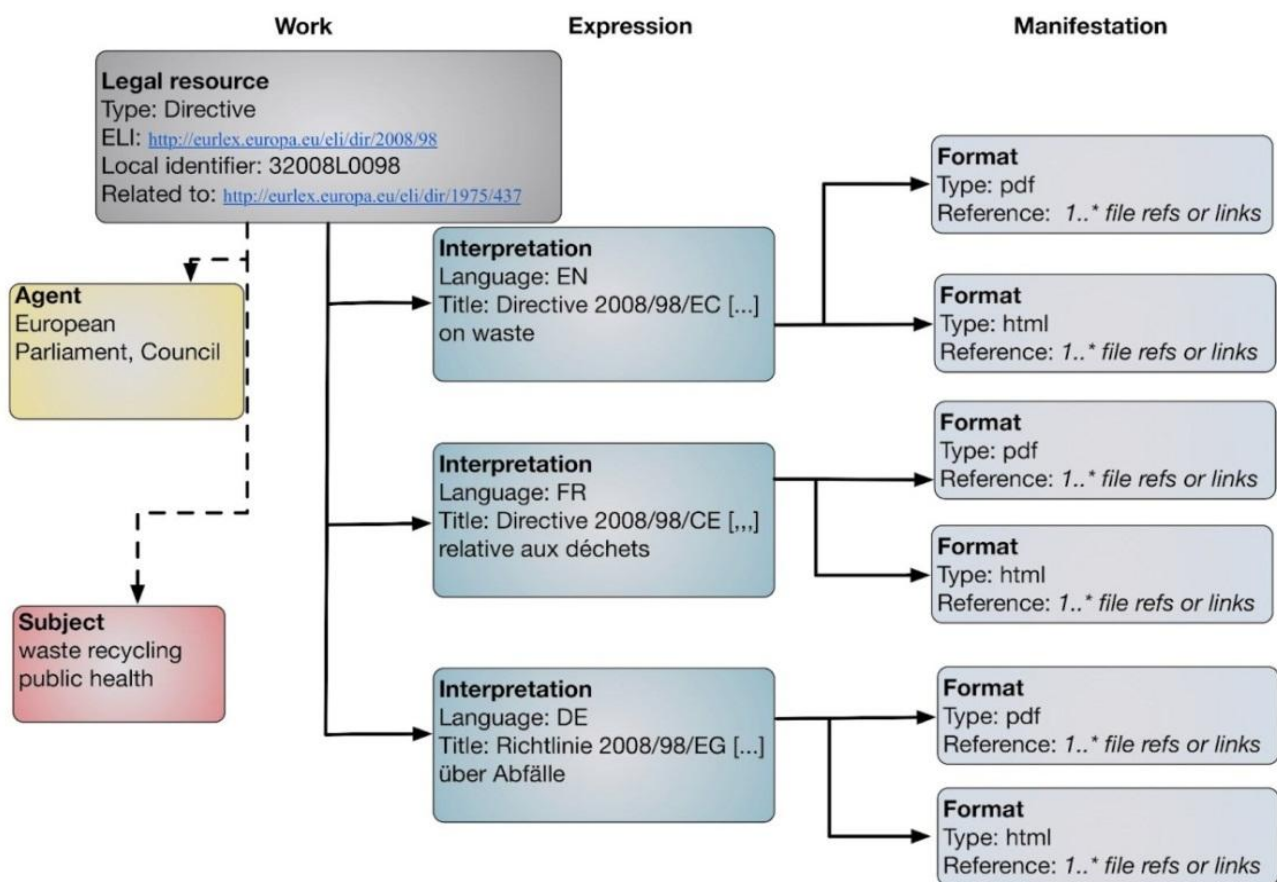 Work
Expression
Manifestation
Legal resource
Type: Directive
ELI: http://eurlex.europa.eu/eli/dir/2008/98
Local identifier: 32008L0098
Related to: http://eurlex.europa.eu/eli/dir/1975/437
Agent
European
Parliament, Council
Subject
waste recycling
public health
Interpretation
Language: EN
Title: Directive 2008/98/EC [...]
on waste
Interpretation
Language: FR
Title: Directive 2008/98/CE [,,,]
relative aux déchets
Interpretation
Language: DE
Title: Richtlinie 2008/98/EG [...]
über Abfälle
Format
Type: pdf
Reference: 1..* file refs or links
Format
Type: html
Reference: 1..* file refs or links
Format
Type: pdf
Reference: 1..* file refs or links
Format
Type: html
Reference: 1..* file refs or links
Format
Type: pdf
Reference: 1..* file refs or links
Format
Type: html
Reference: 1..* file refs or links